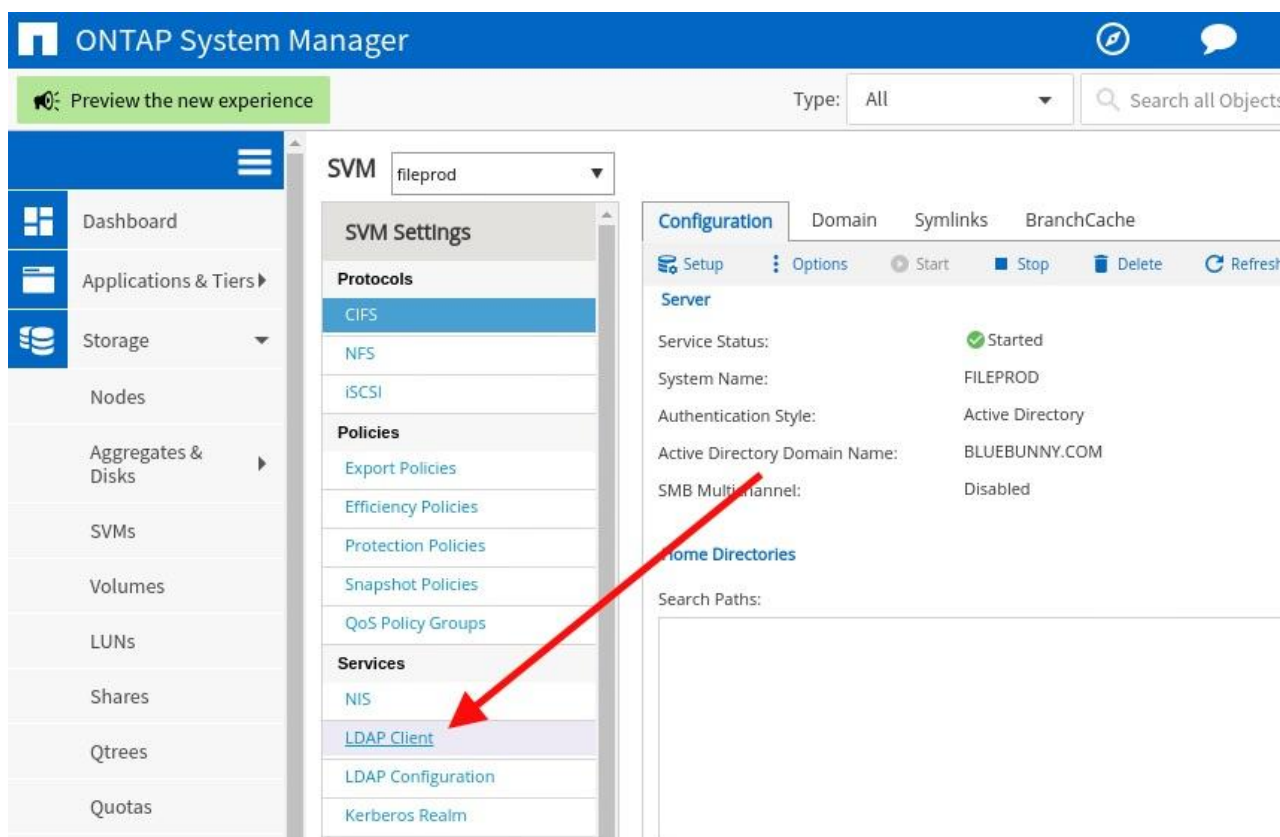 ONTAP System Manager
Preview the new experience
Type: All
Search all Objects
SVM fileprod
Dashboard
Applications & Tiers
Storage
Nodes
Aggregates &
Disks
SVMs
Volumes
LUNs
Shares
Qtrees
Quotas
SVM Settings
Protocols
CIFS
NFS
iSCSI
Policies
Export Policies
Efficiency Policies
Protection Policies
Snapshot Policies
QoS Policy Groups
Services
NIS
LDAP Client
LDAP Configuration
Kerberos Realm
Configuration Domain Symlinks BranchCache
Setup Options Start Stop Delete Refresh
Server
Service Status: Started
System Name: FILEPROD
Authentication Style: Active Directory
Active Directory Domain Name: BLUEBUNNY.COM
SMB Multichannel: Disabled
Home Directories
Search Paths: